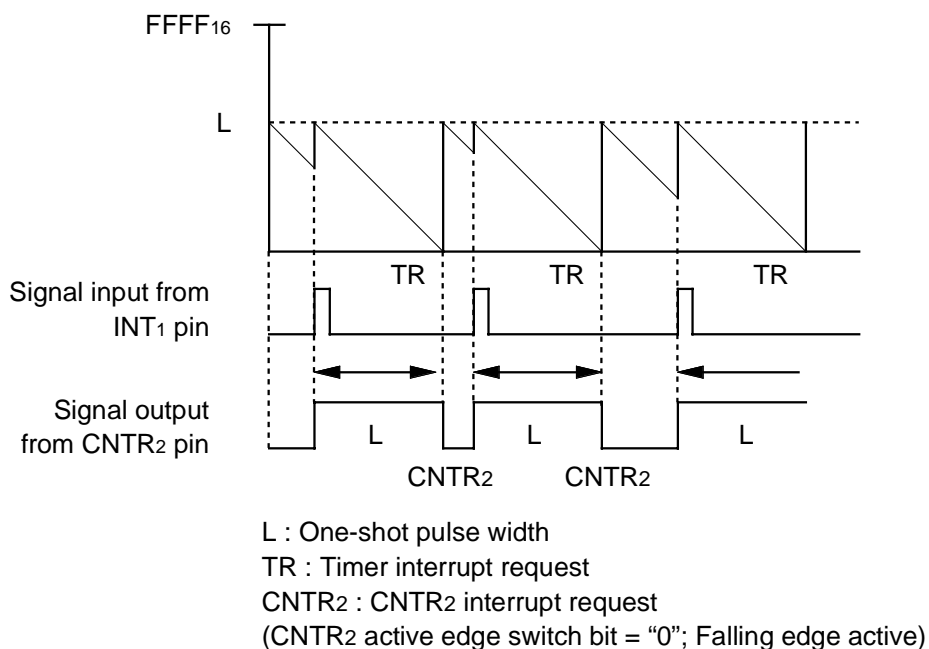 FFFF16
L
TR TR TR
Signal input from
INT1 pin
Signal output
from CNTR2 pin
L L L
CNTR2 CNTR2
L : One-shot pulse width
TR : Timer interrupt request
CNTR2 : CNTR2 interrupt request
(CNTR2 active edge switch bit = “0”; Falling edge active)